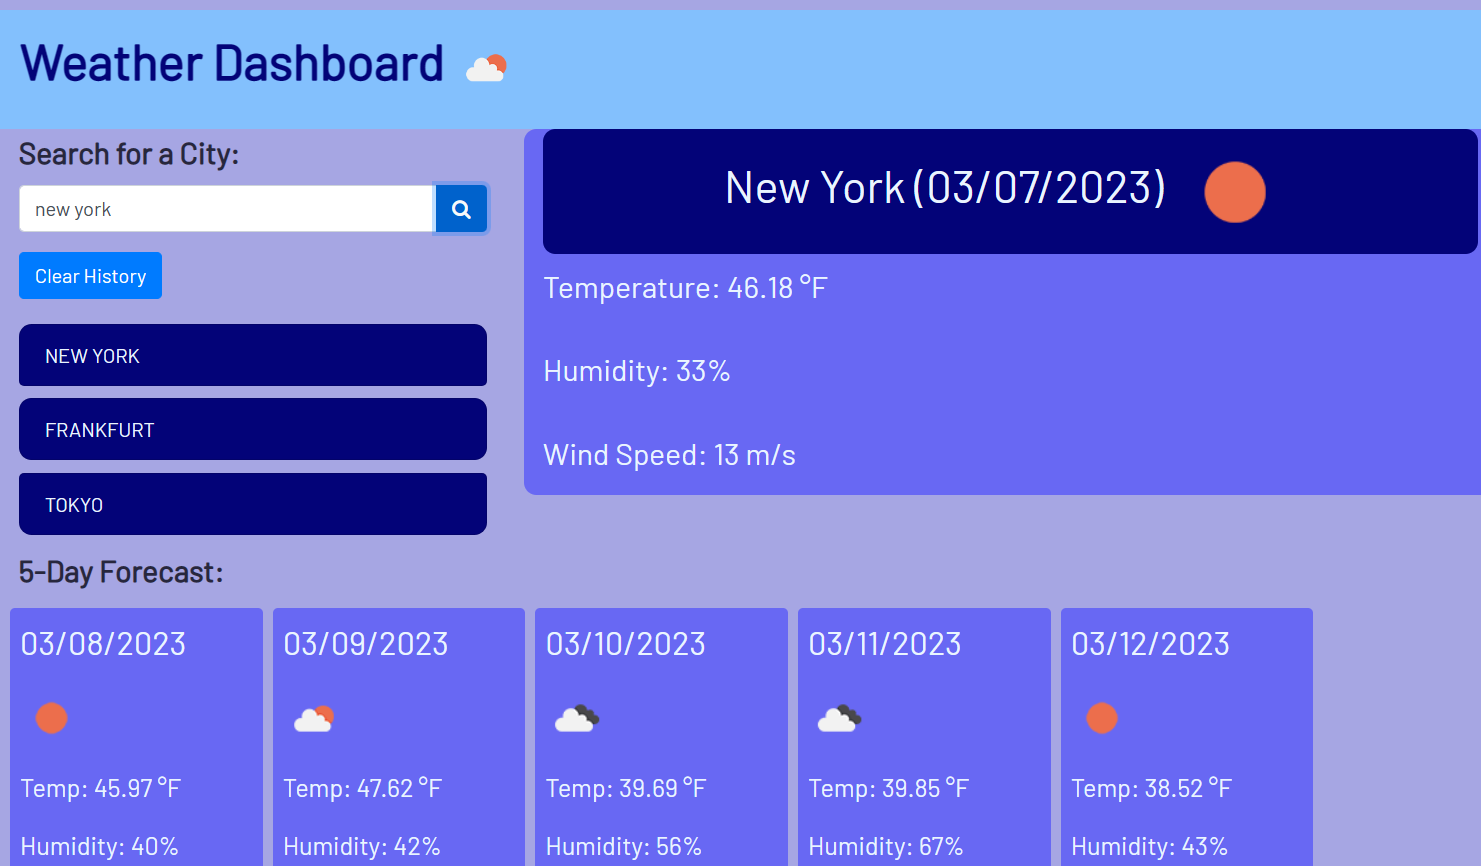 Weather Dashboard
Search for a City:
new york
Clear History
NEW YORK
FRANKFURT
TOKYO
New York (03/07/2023)
Temperature: 46.18 °F
Humidity: 33%
Wind Speed: 13 m/s
5-Day Forecast:
03/08/2023
Temp: 45.97 °F
Humidity: 40%
03/09/2023
Temp: 47.62 °F
Humidity: 42%
03/10/2023
Temp: 39.69 °F
Humidity: 56%
03/11/2023
Temp: 39.85 °F
Humidity: 67%
03/12/2023
Temp: 38.52 °F
Humidity: 43%